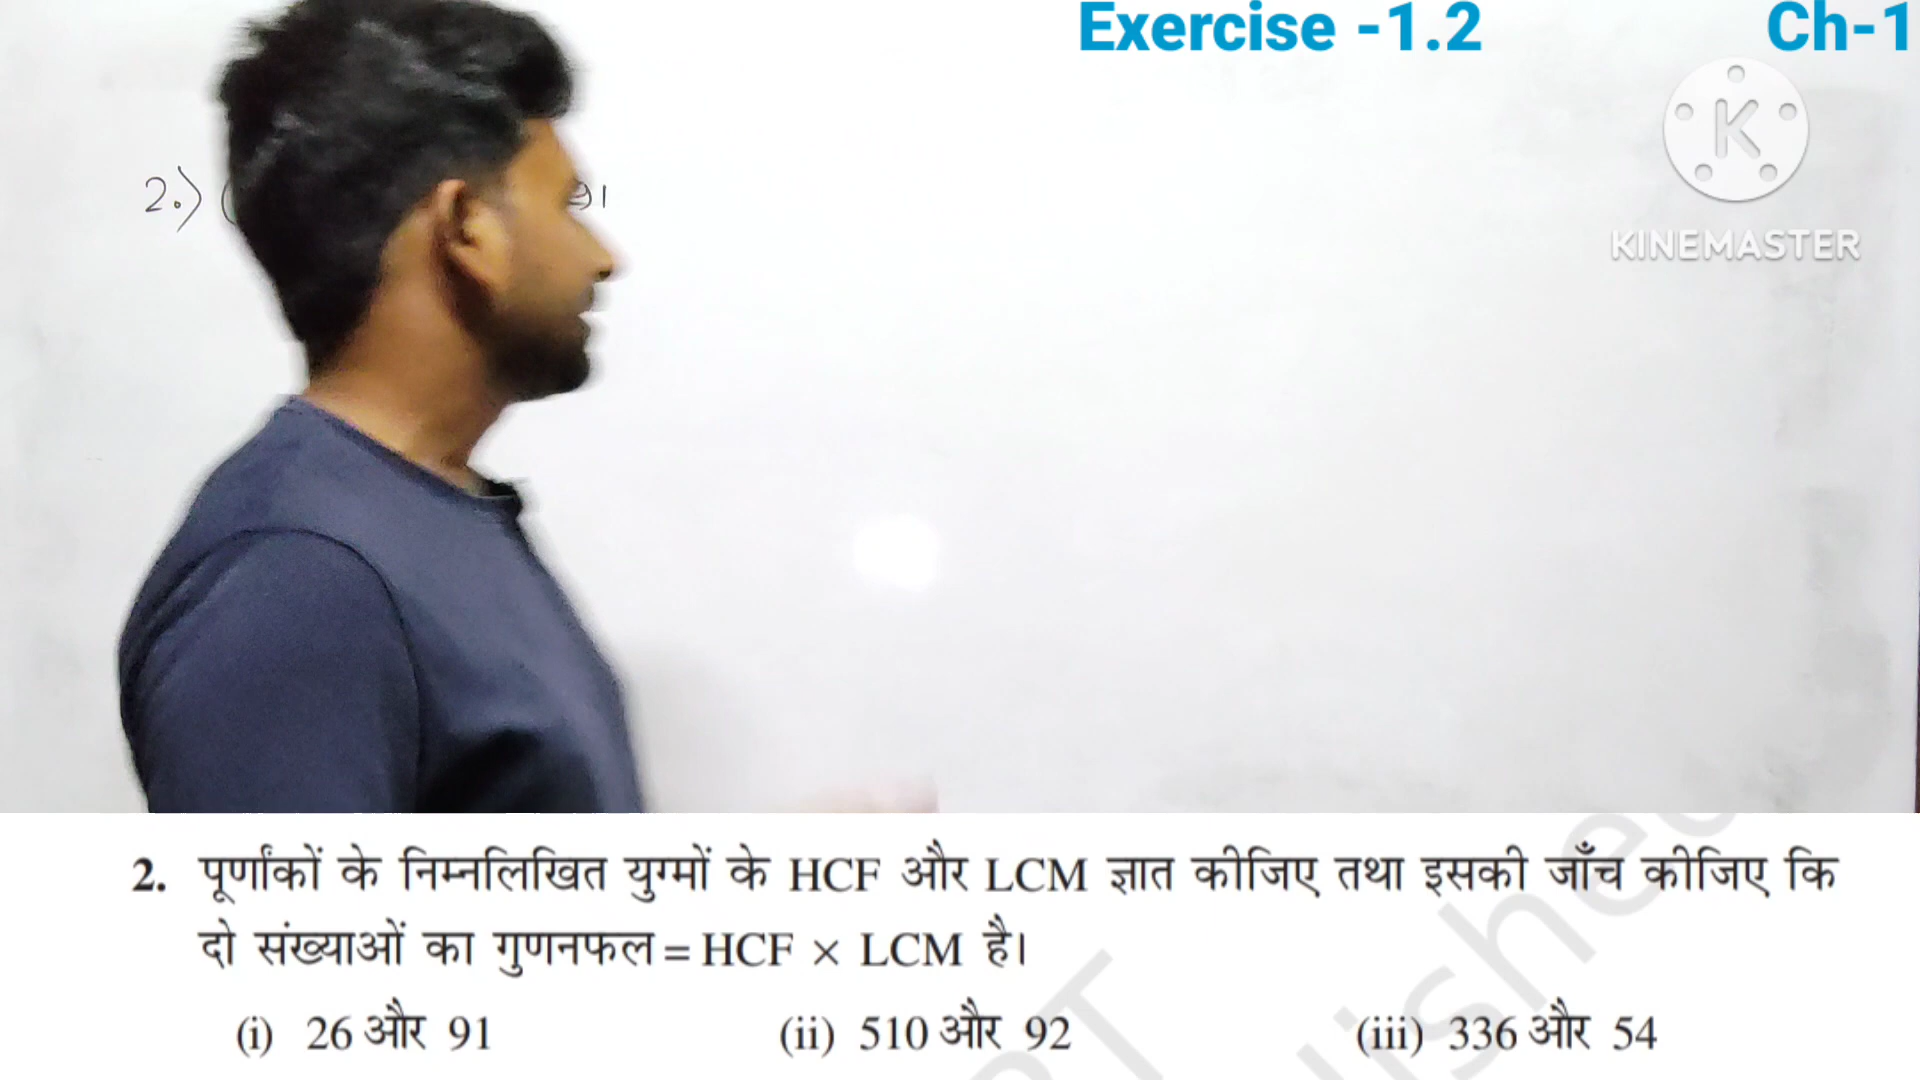 Exercise -1.2
Ch-1
KINEMASTER
2.)
91
2. पूर्णांकों के निम्नलिखित युग्मों के HCF और LCM ज्ञात कीजिए तथा इसकी जाँच कीजिए कि
दो संख्याओं का गुणनफल = HCF × LCM है।
(i) 26 और 91 (ii) 510 और 92 (iii) 336 और 54